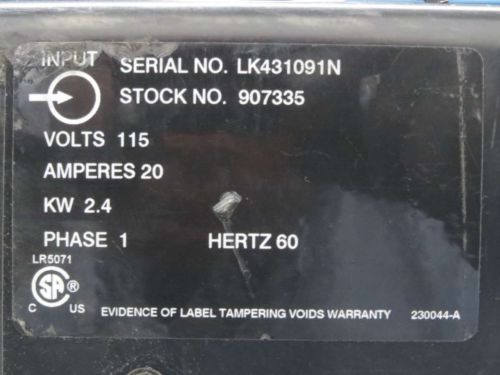 INPUT
SERIAL NO. LK431091N
STOCK NO. 907335
VOLTS 115
AMPERES 20
KW 2.4
PHASE 1 HERTZ 60
LR5071
SA ®
C US
EVIDENCE OF LABEL TAMPERING VOIDS WARRANTY 230044-A